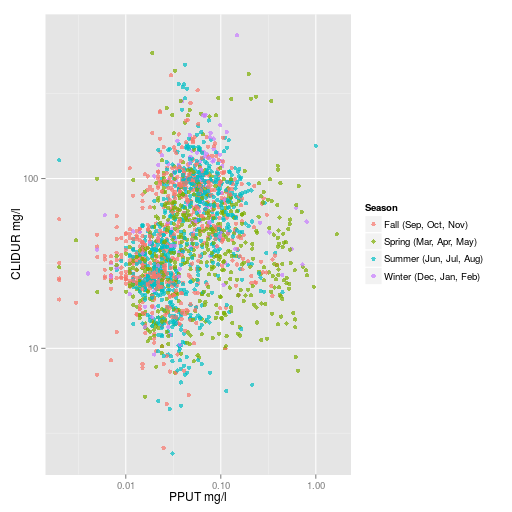 CLIDUR mg/l
100
10
0.01
0.10
1.00
PPUT mg/l
Season
Fall (Sep, Oct, Nov)
Spring (Mar, Apr, May)
Summer (Jun, Jul, Aug)
Winter (Dec, Jan, Feb)